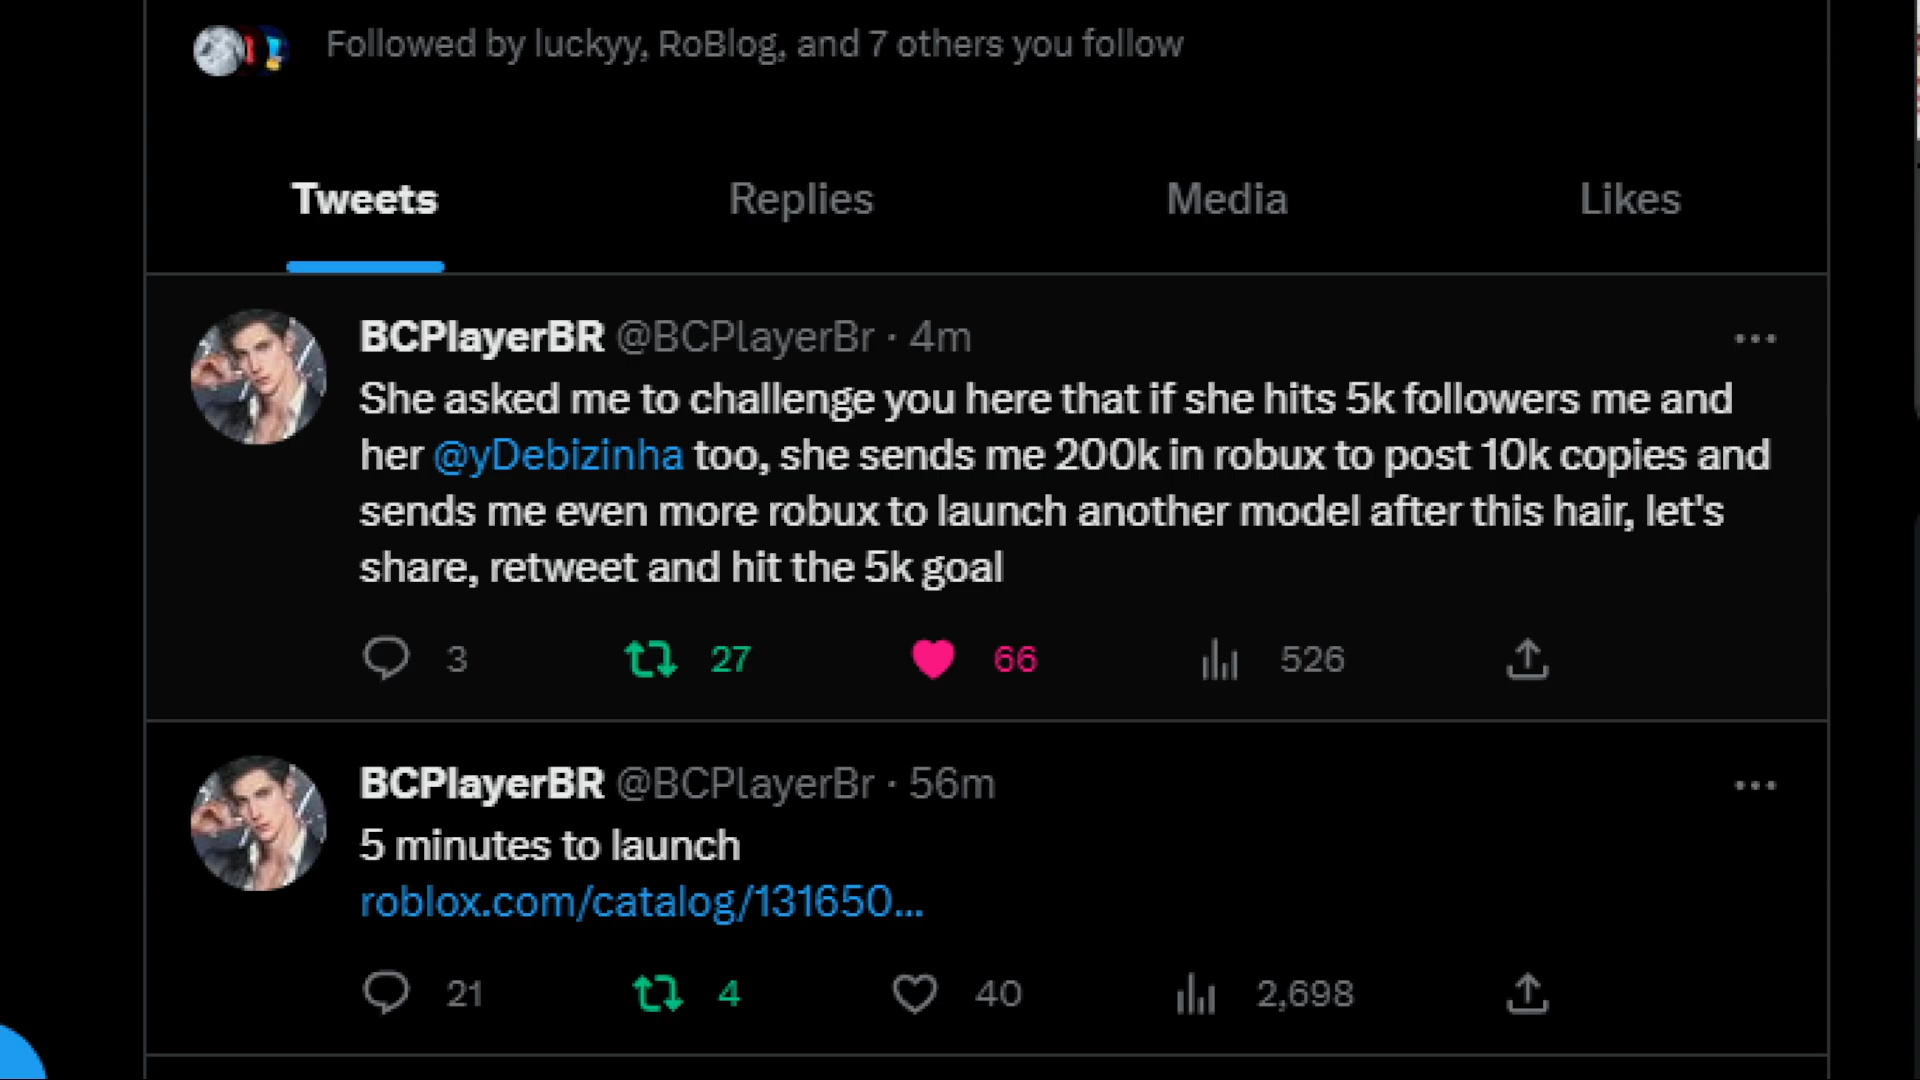 Followed by luckyy, RoBlog, and 7 others you follow
Tweets Replies Media Likes
BCPlayerBR @BCPlayerBr · 4m
She asked me to challenge you here that if she hits 5k followers me and
her @yDebizinha too, she sends me 200k in robux to post 10k copies and
sends me even more robux to launch another model after this hair, let's
share, retweet and hit the 5k goal
3 27 66 526
BCPlayerBR @BCPlayerBr · 56m
5 minutes to launch
roblox.com/catalog/131650...
21 4 40 2,698